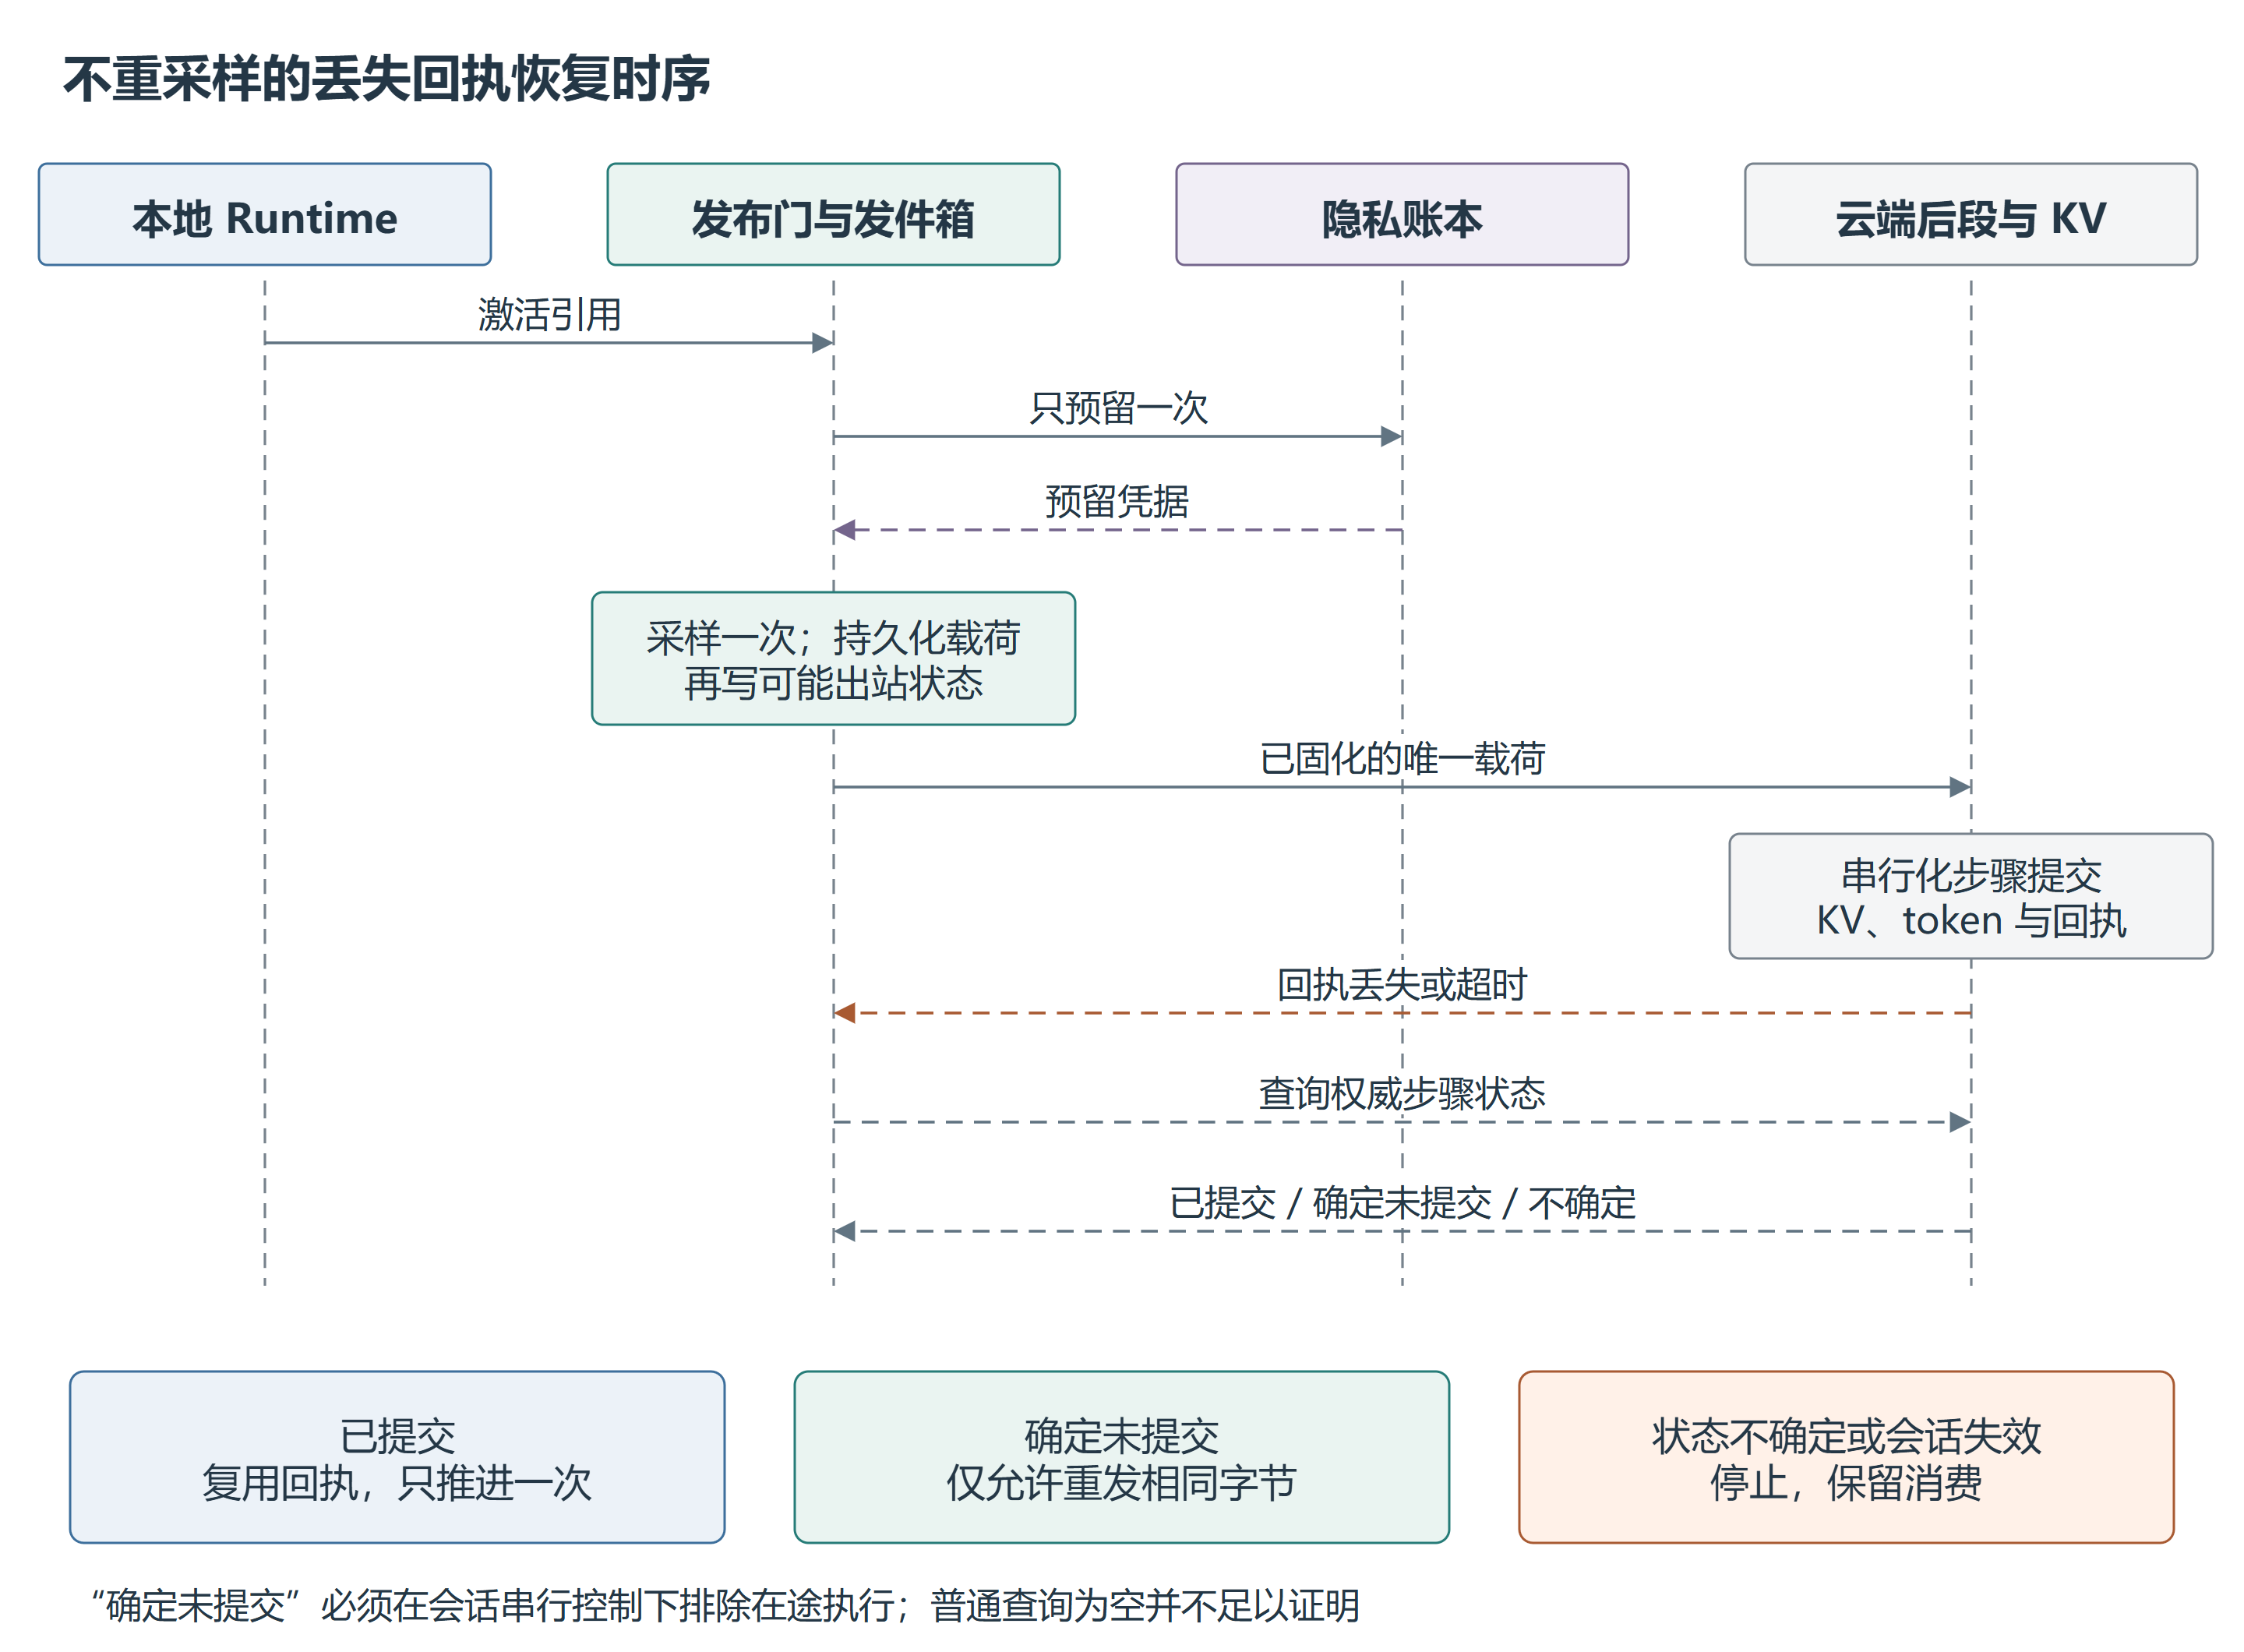 不重采样的丢失回执恢复时序
本地 Runtime
发布门与发件箱
隐私账本
云端后段与 KV
激活引用
只预留一次
预留凭据
采样一次；持久化载荷
再写可能出站状态
已固化的唯一载荷
串行化步骤提交
KV、token 与回执
回执丢失或超时
查询权威步骤状态
已提交 / 确定未提交 / 不确定
已提交
复用回执，只推进一次
确定未提交
仅允许重发相同字节
状态不确定或会话失效
停止，保留消费
“确定未提交”必须在会话串行控制下排除在途执行；普通查询为空并不足以证明